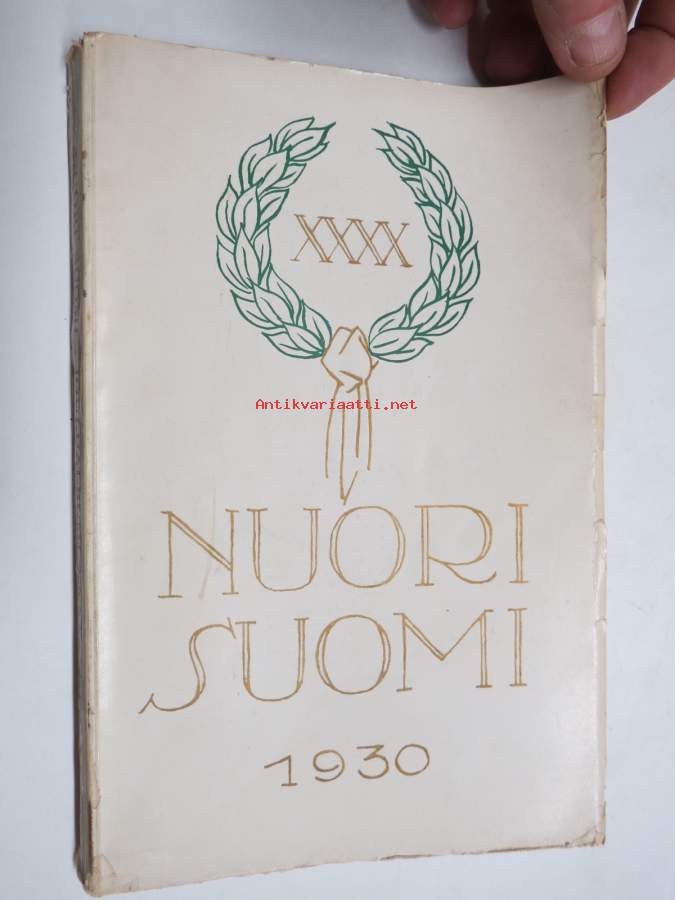 XXXX
Antikvariaatti.net
NUORI
SUOMI
1930